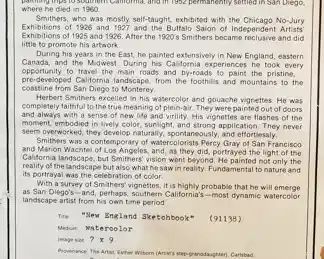 painting trips to southern California, and in 1952 permanently settled in San Diego,
where he died in 1960.
Smithers, who was mostly self-taught, exhibited with the Chicago No-Jury
Exhibitions of 1926 and 1927 and the Buffalo Salon of Independent Artists'
Exhibitions of 1925 and 1926. After the 1920's Smithers became reclusive and did
little to promote his artwork.
During his years in the East, he painted extensively in New England, eastern
Canada, and the Midwest. During his California experiences he took every
opportunity to travel the main roads and by-roads to paint the pristine,
pre-developed California landscape, from the foothills and mountains to the
coastline from San Diego to Monterey.
Herbert Smithers excelled in his watercolor and gouache vignettes. He was
completely faithful to the true meaning of plein-air. They were painted out of doors
and always with a sense of new life and virility. His vignettes are flashes of the
moment, embodied in lively color, sunlight, and strong application. They never
seem overworked, they develop naturally, spontaneously, and effortlessly.
Smithers was a contemporary of watercolorists Percy Gray of San Francisco
and Marion Wachtel of Los Angeles, and, as they did, portrayed the light of the
California landscape, but Smithers' vision went beyond. He painted not only the
reality of the landscape but also what he saw in reality. Fundamental to nature and
its portrayal was the celebration of color.
With a survey of Smithers' vignettes, it is highly probable that he will emerge
as San Diego's—and, perhaps, southern California's—most dynamic watercolor
landscape artist from his own time period.
Title: "New England Sketchbook" (91138)
Medium: watercolor
Image size: 7 x 9
Provenance: The Artist, Esther Wilborn (Artist's step-granddaughter), Carlsbad.